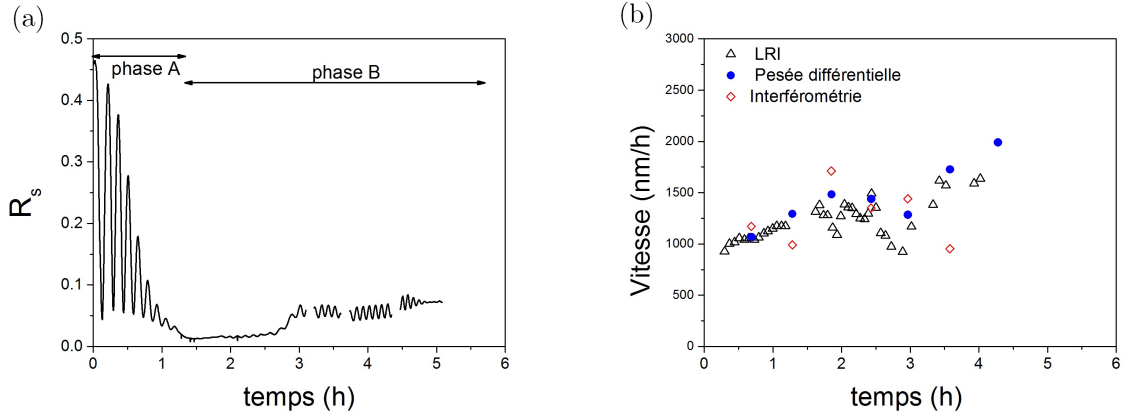 (a)
0.5
0.4
0.3
0.2
0.1
0.0
R_s
phase A
phase B
0 1 2 3 4 5 6
temps (h)
(b)
3000
2500
2000
1500
1000
500
0
Vitesse (nm/h)
LRI
Pesée différentielle
Interférométrie
0 1 2 3 4 5 6
temps (h)